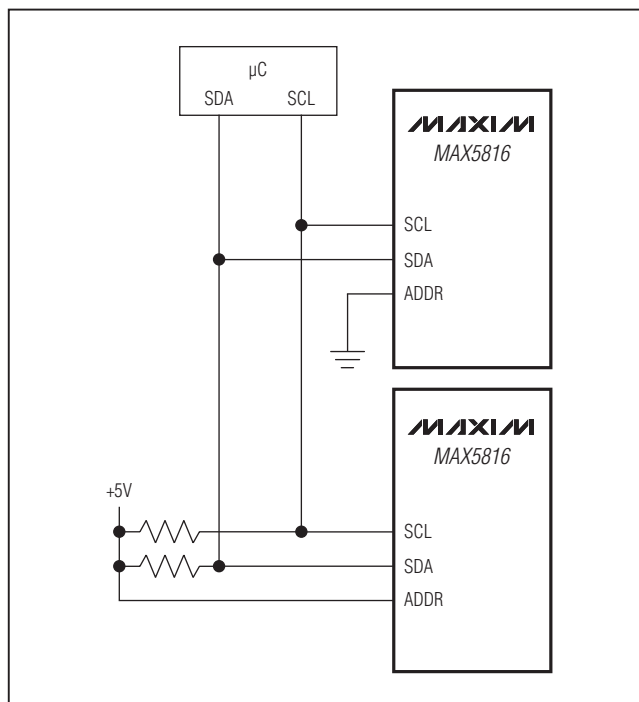 µC
SDA SCL
MAXIM
MAX5816
SCL
SDA
ADDR
MAXIM
MAX5816
+5V
SCL
SDA
ADDR